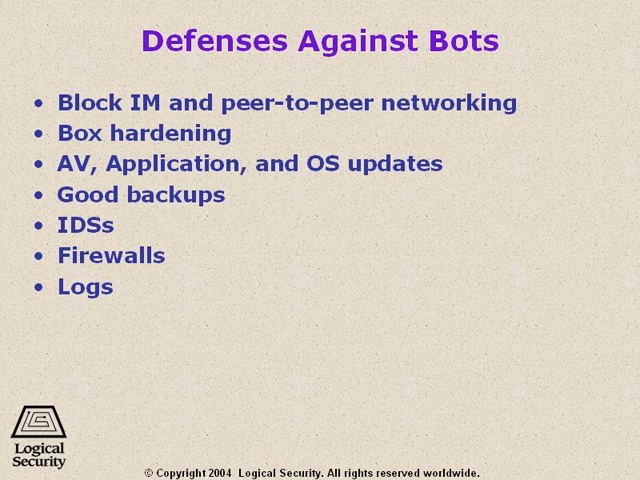 Defenses Against Bots
• Block IM and peer-to-peer networking
• Box hardening
• AV, Application, and OS updates
• Good backups
• IDSs
• Firewalls
• Logs
Logical
Security
© Copyright 2004 Logical Security. All rights reserved worldwide.